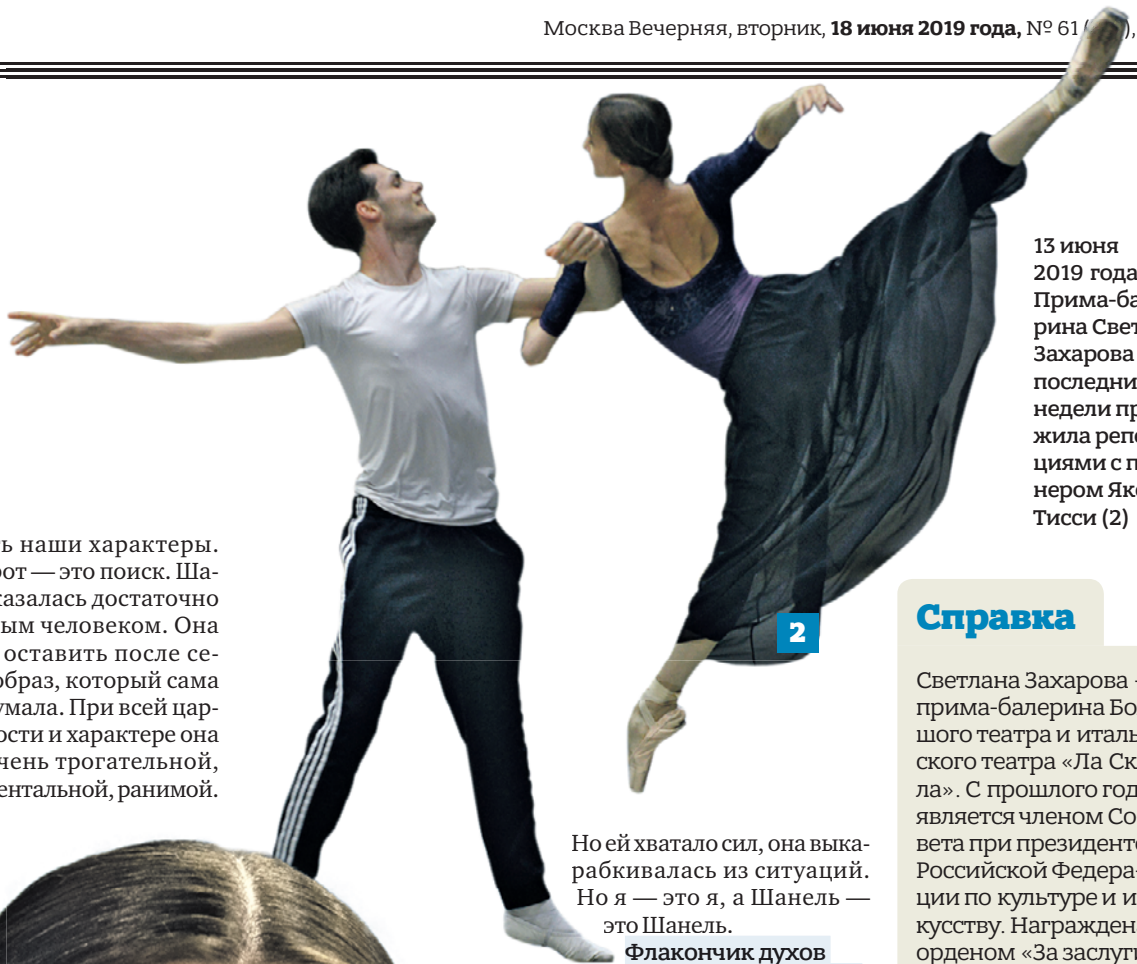 Москва Вечерняя, вторник, 18 июня 2019 года, № 61
13 июня
2019 года
Прима-ба
рина Свет
Захарова
последни
недели пр
жила репе
циями с п
нером Яко
Тисси (2)
ь наши характеры.
рот — это поиск. Ша-
казалась достаточно
ым человеком. Она
оставить после се-
образ, который сама
умала. При всей цар-
ости и характере она
чень трогательной,
ентальной, ранимой.
2
Но ей хватало сил, она выка-
рабкивалась из ситуаций.
Но я — это я, а Шанель —
это Шанель.
Флакончик духов
Справка
Светлана Захарова -
прима-балерина Бо
шого театра и италь
ского театра «Ла Ск
ла». С прошлого год
является членом Со
вета при президент
Российской Федера-
ции по культуре и и
кусству. Награжден
орденом «За заслуг